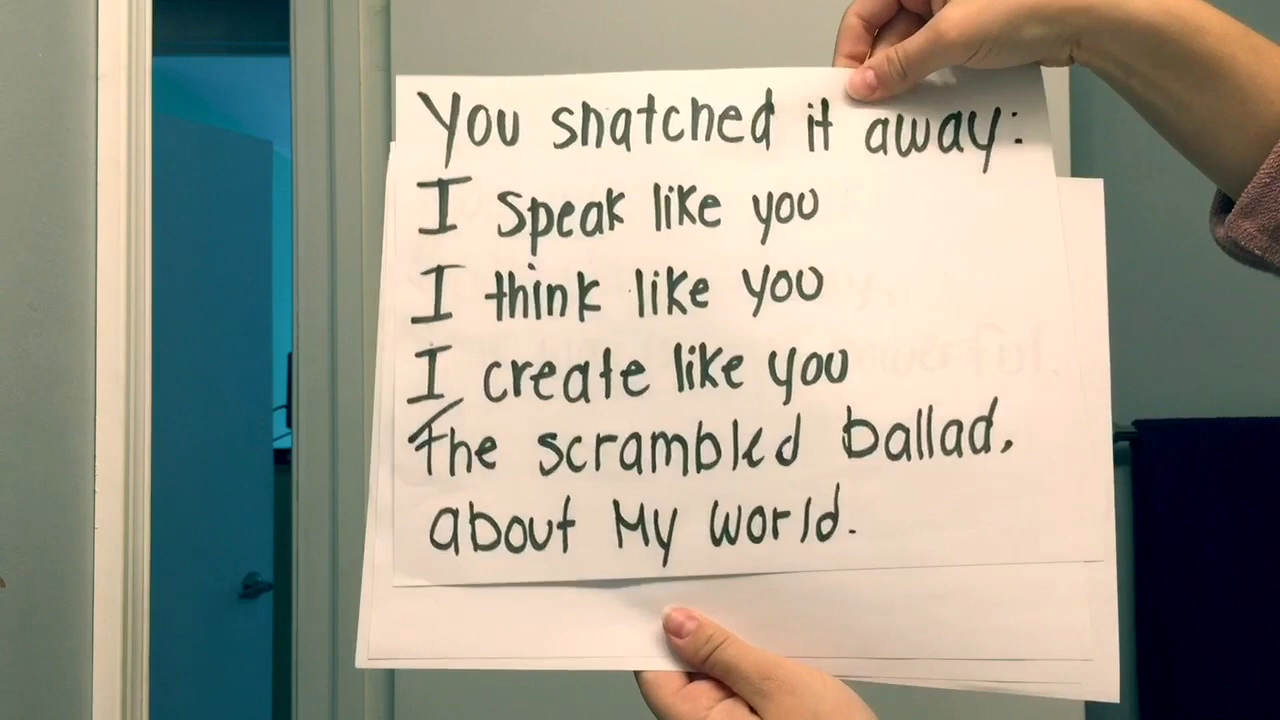 You snatched it away:
I speak like you
I think like you
I create like you
The scrambled ballad,
about My world.